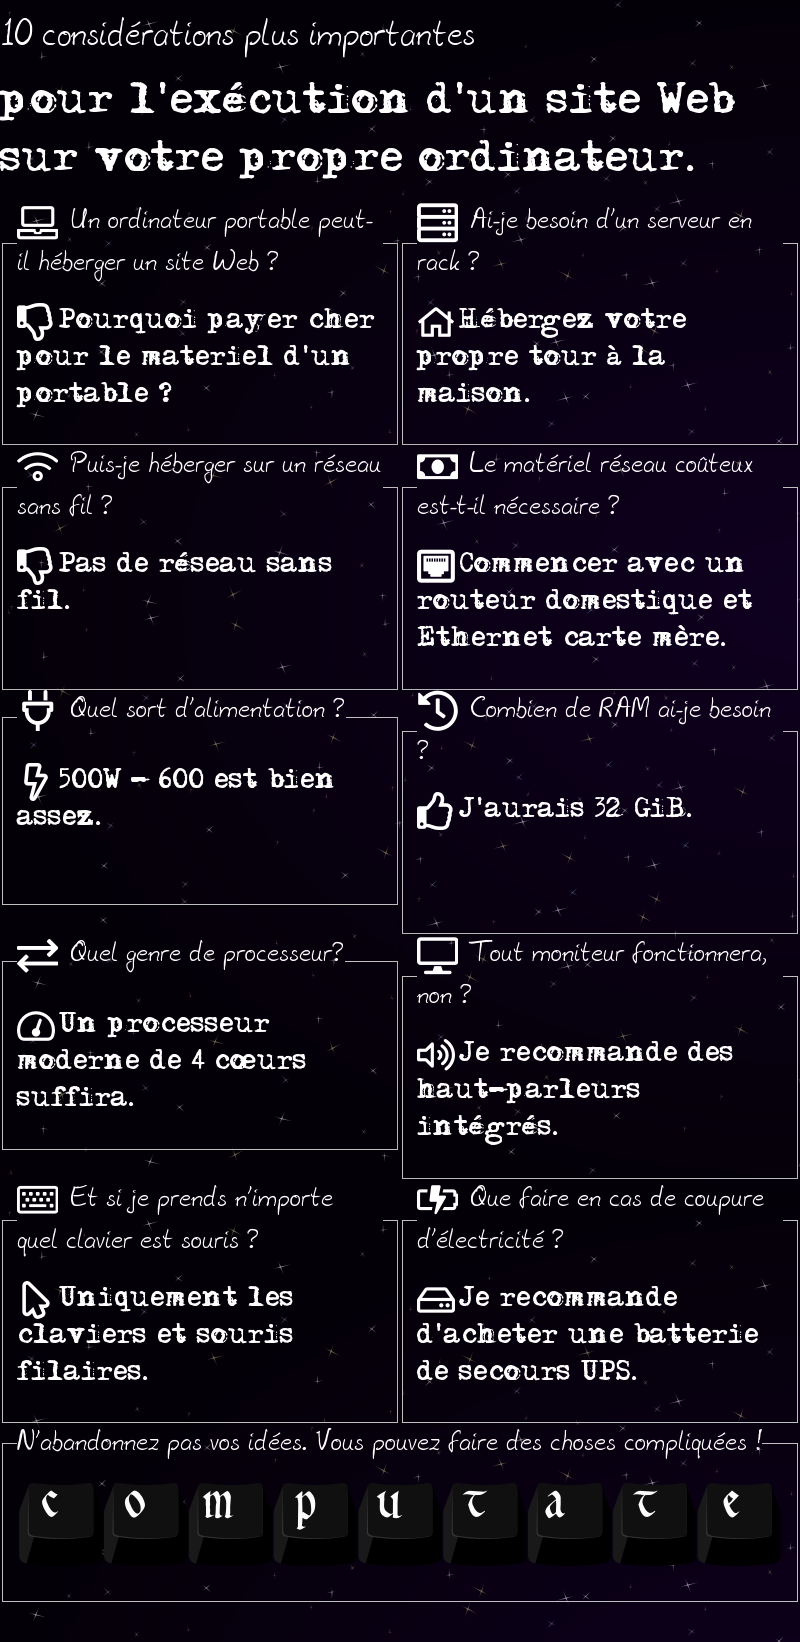 10 considérations plus importantes
pour l'exécution d'un site Web
sur votre propre ordinateur.
Un ordinateur portable peut-
il héberger un site Web ?
Pourquoi payer cher
pour le materiel d'un
portable ?
Ai-je besoin d'un serveur en
rack ?
Hébergez votre
propre tour à la
maison.
Puis-je héberger sur un réseau
sans fil ?
Pas de réseau sans
fil.
Le matériel réseau coûteux
est-t-il nécessaire ?
Commencer avec un
routeur domestique et
Ethernet carte mère.
Quel sort d'alimentation ?
500W - 600 est bien
assez.
Combien de RAM ai-je besoin
?
J'aurais 32 GiB.
Quel genre de processeur?
Un processeur
moderne de 4 cœurs
suffira.
Tout moniteur fonctionnera,
non ?
Je recommande des
haut-parleurs
intégrés.
Et si je prends n'importe
quel clavier est souris ?
Uniquement les
claviers et souris
filaires.
Que faire en cas de coupure
d'électricité ?
Je recommande
d'acheter une batterie
de secours UPS.
N'abandonnez pas vos idées. Vous pouvez faire des choses compliquées !
c o m p u t a t e